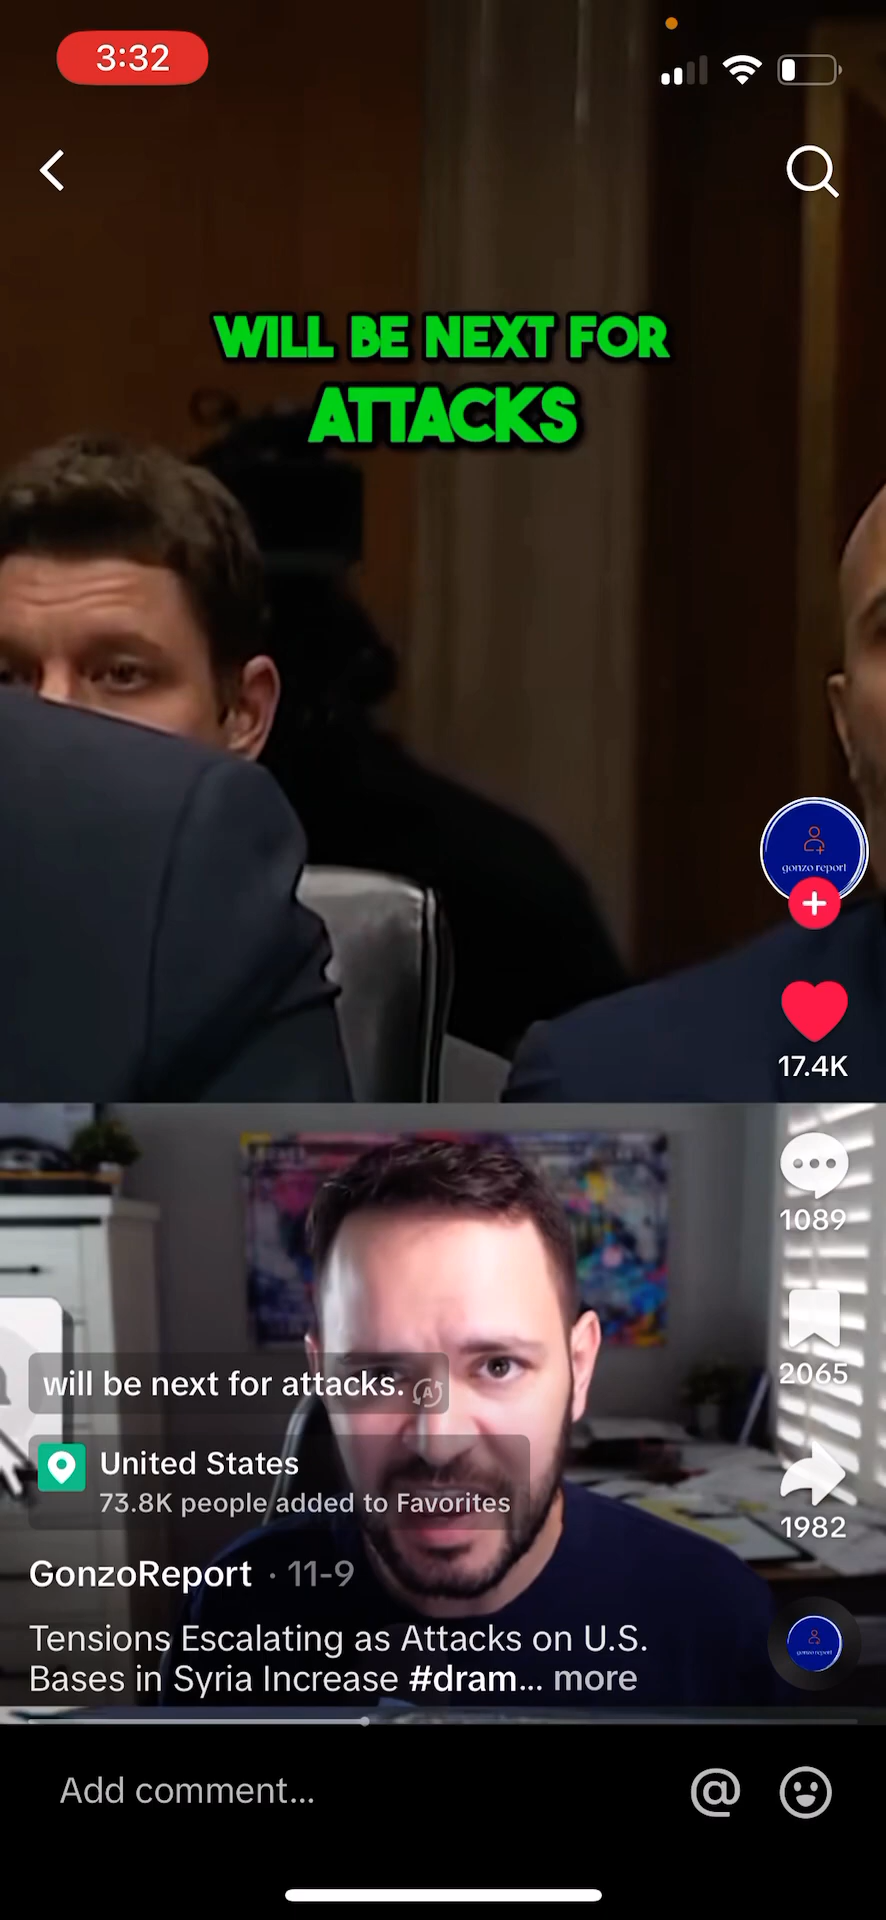 3:32
WILL BE NEXT FOR
ATTACKS
gonzo report
17.4K
1089
will be next for attacks.
A
2065
United States
73.8K people added to Favorites
1982
GonzoReport · 11-9
Tensions Escalating as Attacks on U.S.
Bases in Syria Increase #dram... more
gonzo report
Add comment...
@